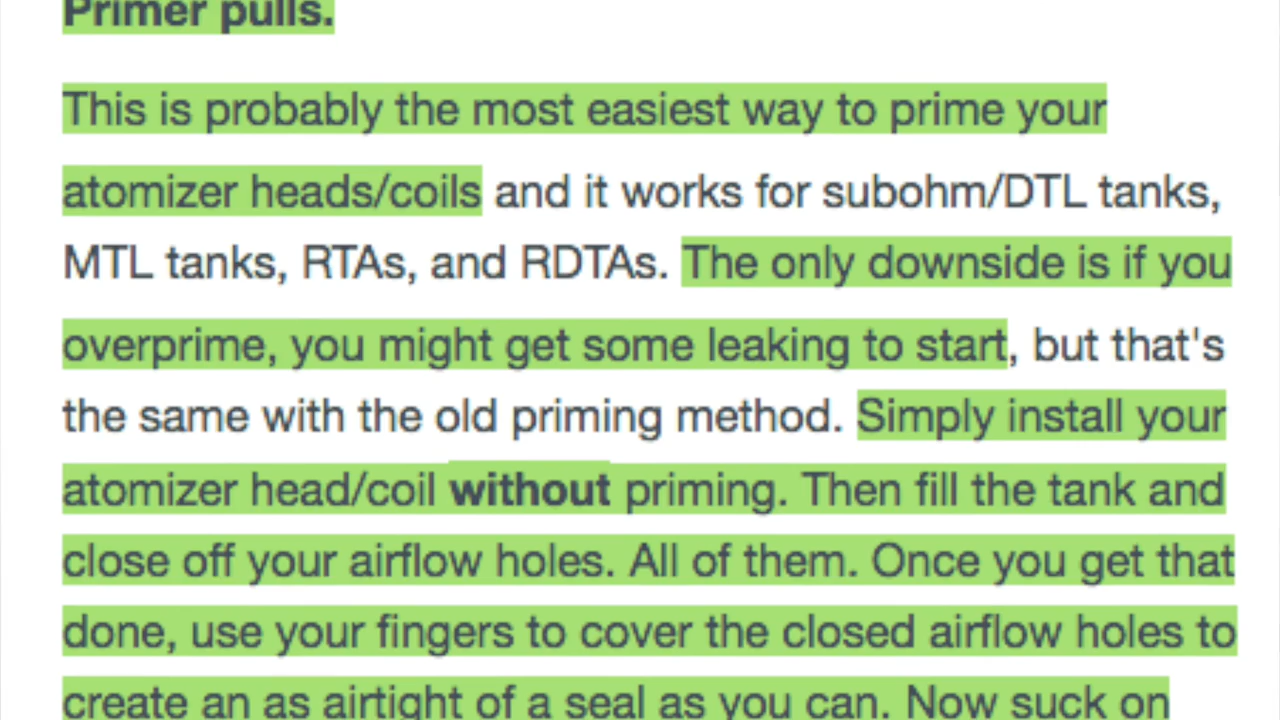 Primer pulls.
This is probably the most easiest way to prime your
atomizer heads/coils and it works for subohm/DTL tanks,
MTL tanks, RTAs, and RDTAs. The only downside is if you
overprime, you might get some leaking to start, but that's
the same with the old priming method. Simply install your
atomizer head/coil without priming. Then fill the tank and
close off your airflow holes. All of them. Once you get that
done, use your fingers to cover the closed airflow holes to
create an as airtight of a seal as you can. Now suck on